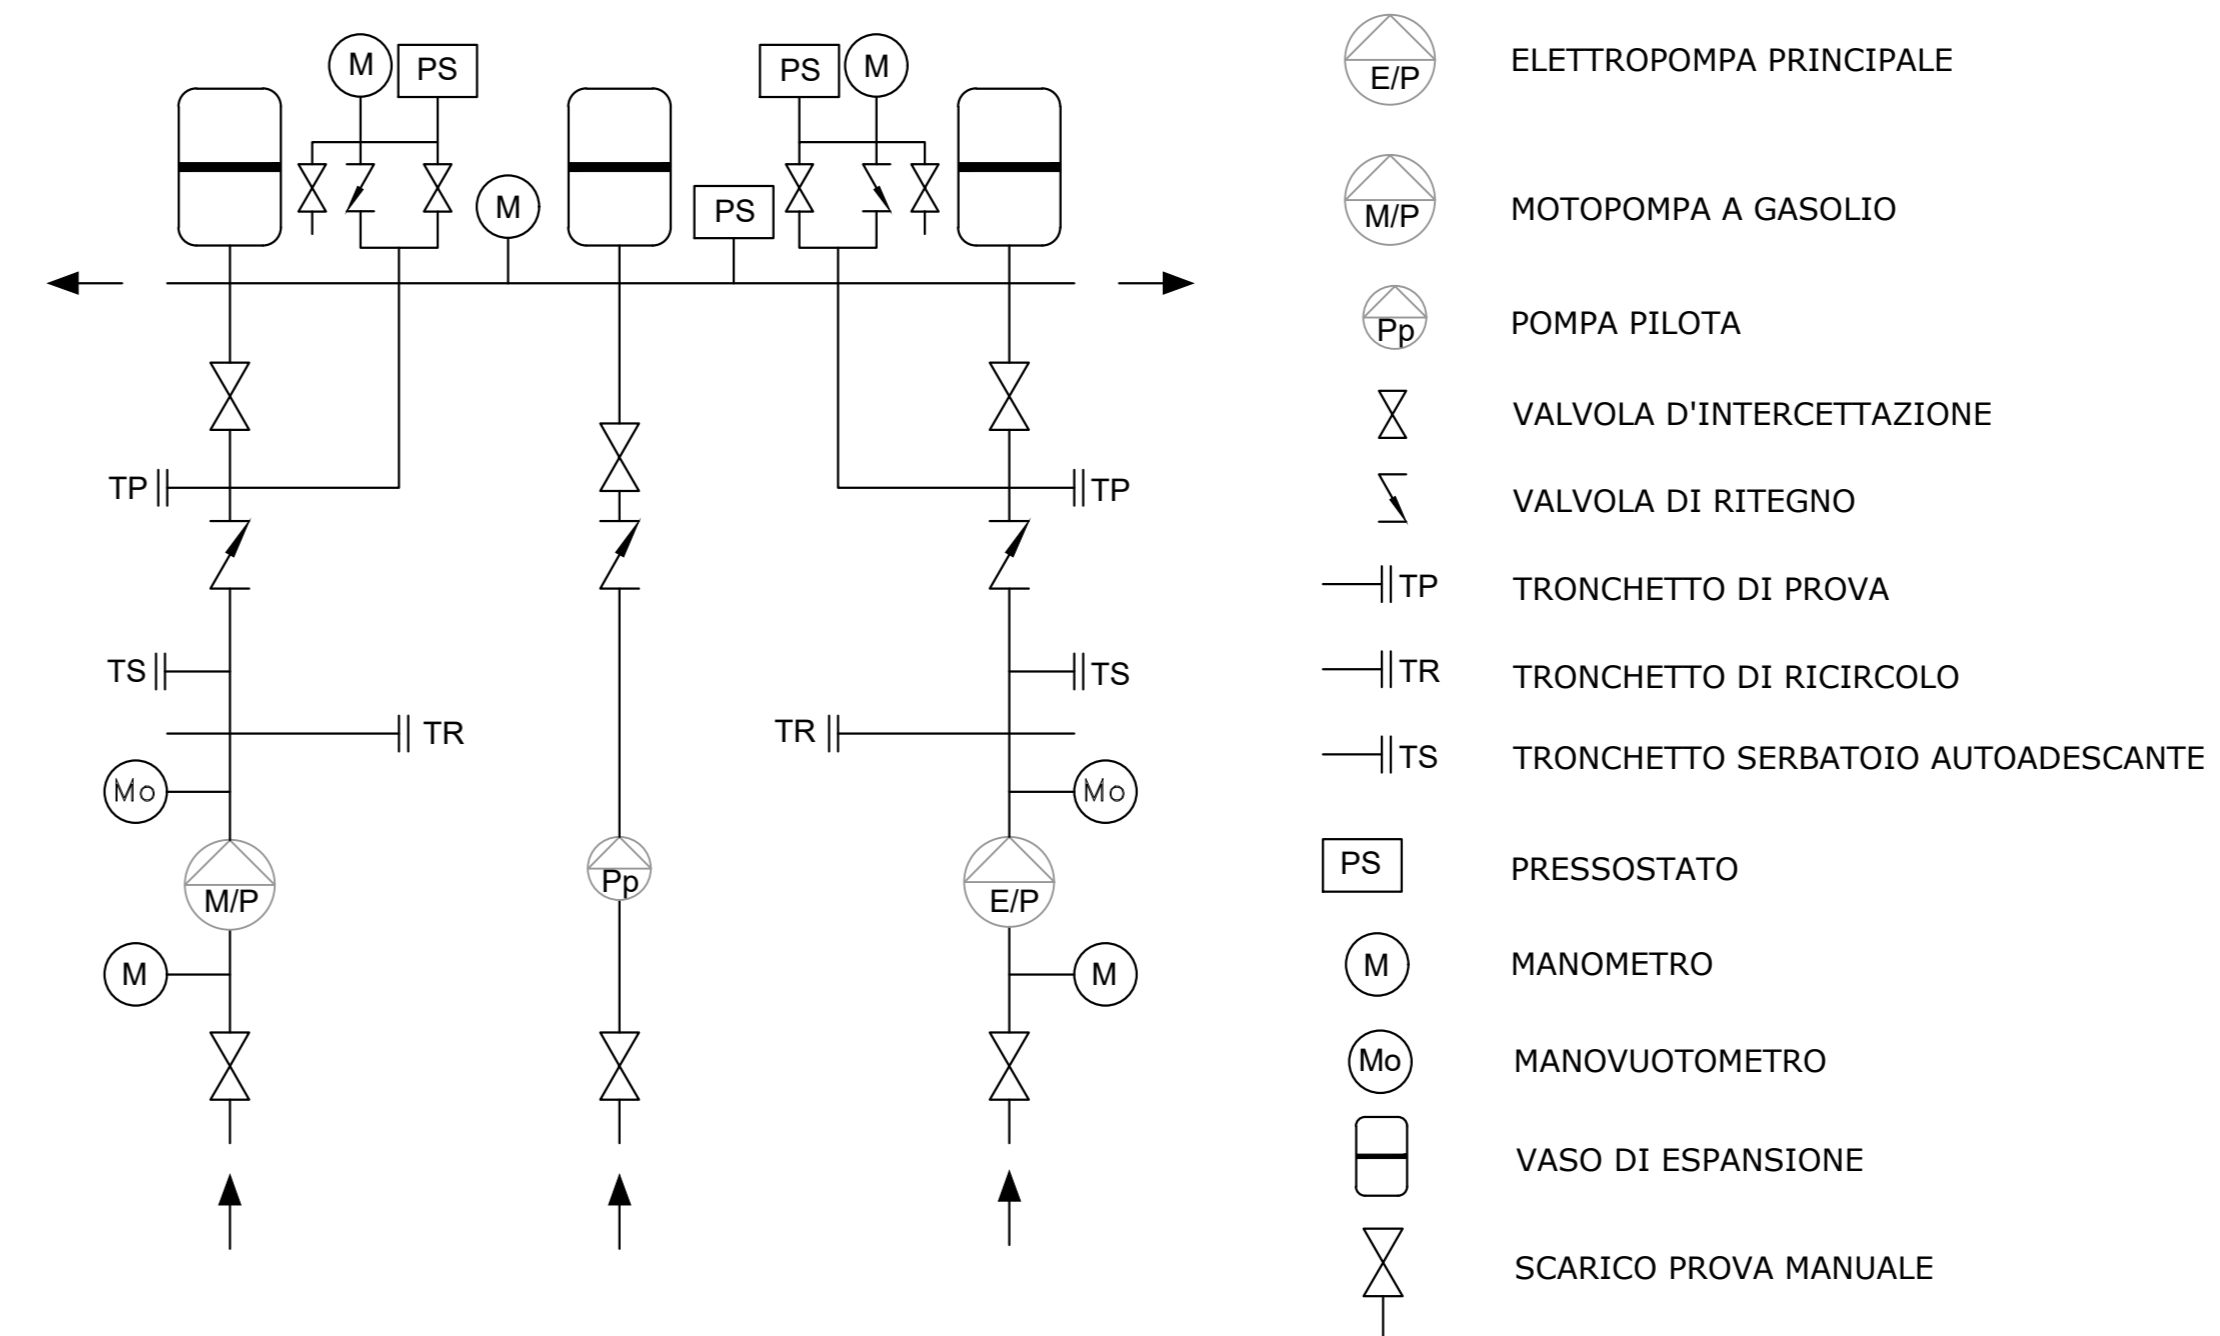 M PS
PS M
M
PS
TP
TP
TS
TS
TR
TR
Mo
Mo
M/P
Pp
E/P
M
M
E/P ELETTROPOMPA PRINCIPALE
M/P MOTOPOMPA A GASOLIO
Pp POMPA PILOTA
VALVOLA D'INTERCETTAZIONE
VALVOLA DI RITEGNO
TP TRONCHETTO DI PROVA
TR TRONCHETTO DI RICIRCOLO
TS TRONCHETTO SERBATOIO AUTOADESCANTE
PS PRESSOSTATO
M MANOMETRO
Mo MANOVUOTOMETRO
VASO DI ESPANSIONE
SCARICO PROVA MANUALE